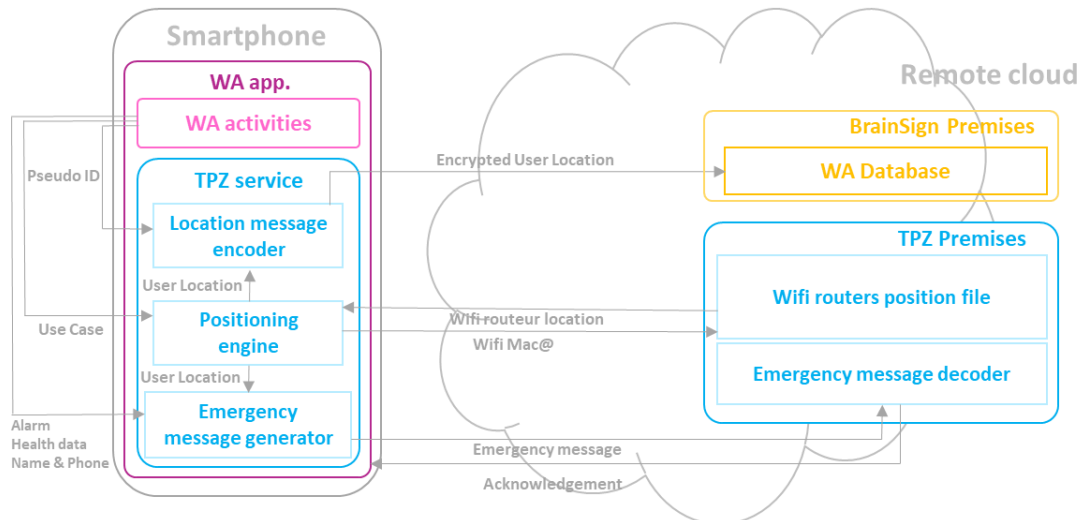 Smartphone
Remote cloud
WA app.
WA activities
BrainSign Premises
WA Database
Encrypted User Location
Pseudo ID
TPZ service
Location message
encoder
TPZ Premises
User Location
Wifi routers position file
Positioning
engine
Wifi routeur location
Use Case
Wifi Mac@
User Location
Emergency message decoder
Emergency
message generator
Alarm
Health data
Name & Phone
Emergency message
Acknowledgement